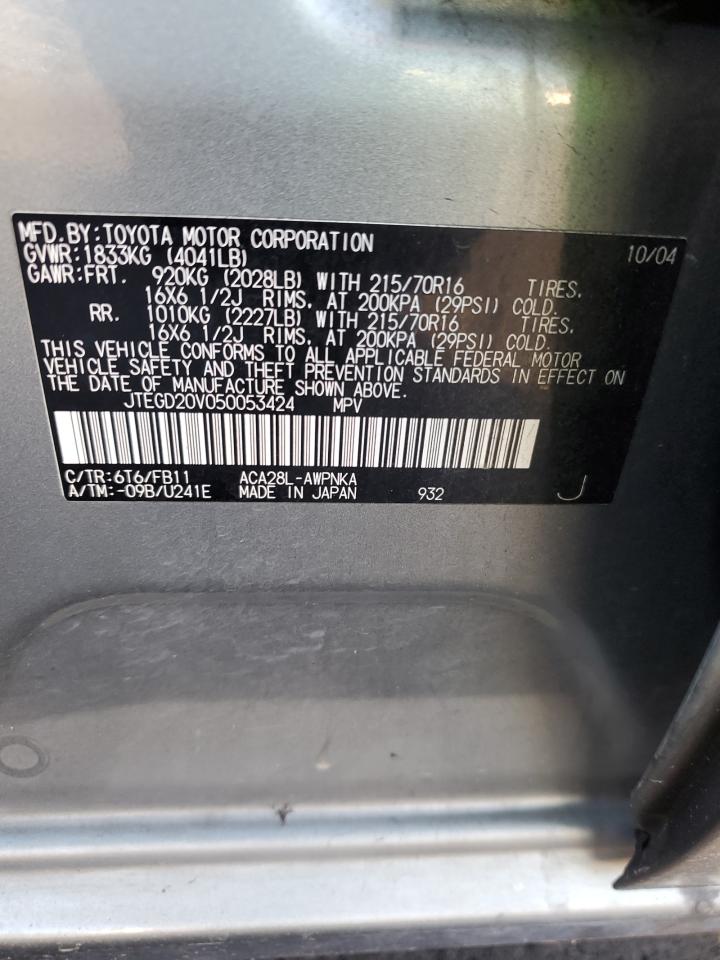 MFD.BY:TOYOTA MOTOR CORPORATION 10/04
GVWR:1833KG (4041LB)
GAWR:FRT. 920KG (2028LB) WITH 215/70R16 TIRES.
16X6 1/2J RIMS. AT 200KPA (29PSI) COLD.
RR. 1010KG (2227LB) WITH 215/70R16 TIRES.
16X6 1/2J RIMS. AT 200KPA (29PSI) COLD.
THIS VEHICLE CONFORMS TO ALL APPLICABLE FEDERAL MOTOR
VEHICLE SAFETY AND THEFT PREVENTION STANDARDS IN EFFECT ON
THE DATE OF MANUFACTURE SHOWN ABOVE.
JTEGD20V050053424 MPV
C/TR:6T6/FB11 ACA28L-AWPNKA
A/TM:-09B/U241E MADE IN JAPAN 932 J